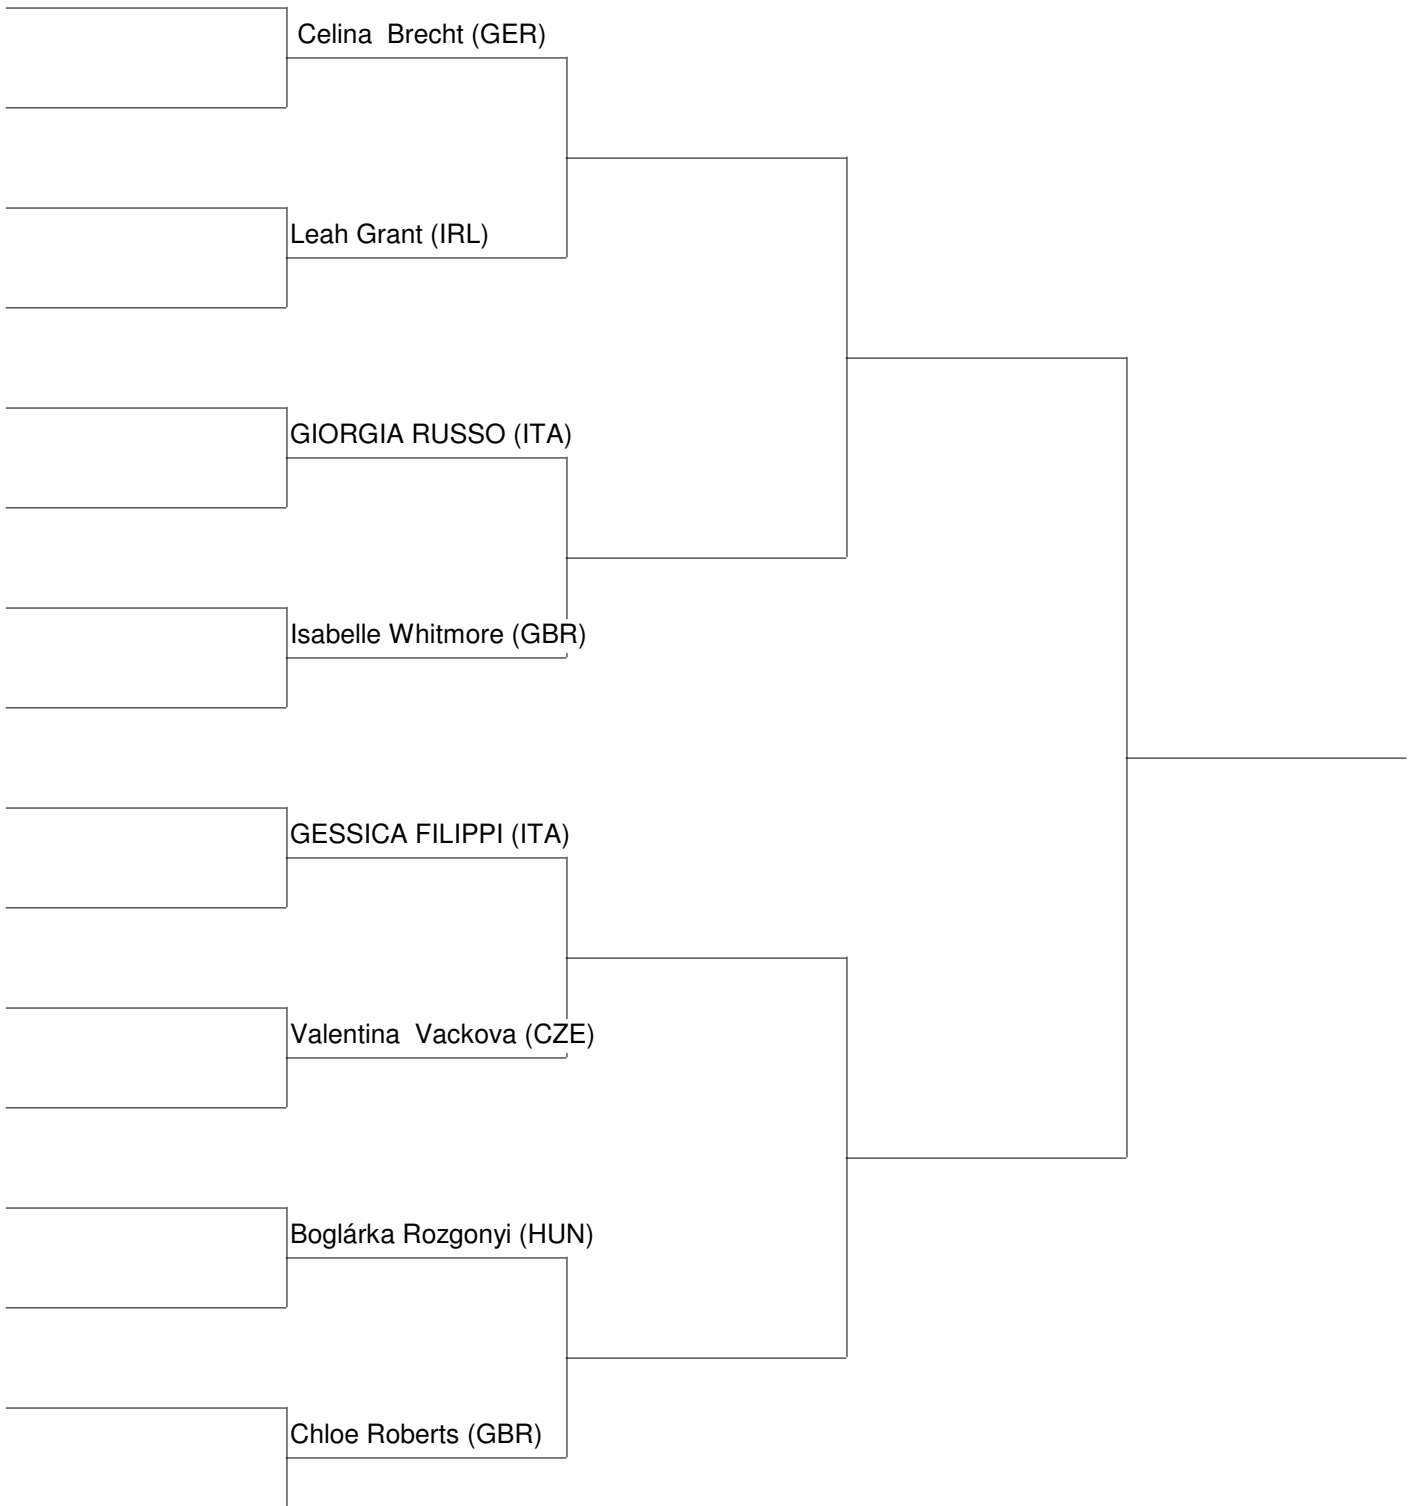 Celina  Brecht (GER)
Leah Grant (IRL)
GIORGIA RUSSO (ITA)
Isabelle Whitmore (GBR)
GESSICA FILIPPI (ITA)
Valentina  Vackova (CZE)
Boglárka Rozgonyi (HUN)
Chloe Roberts (GBR)